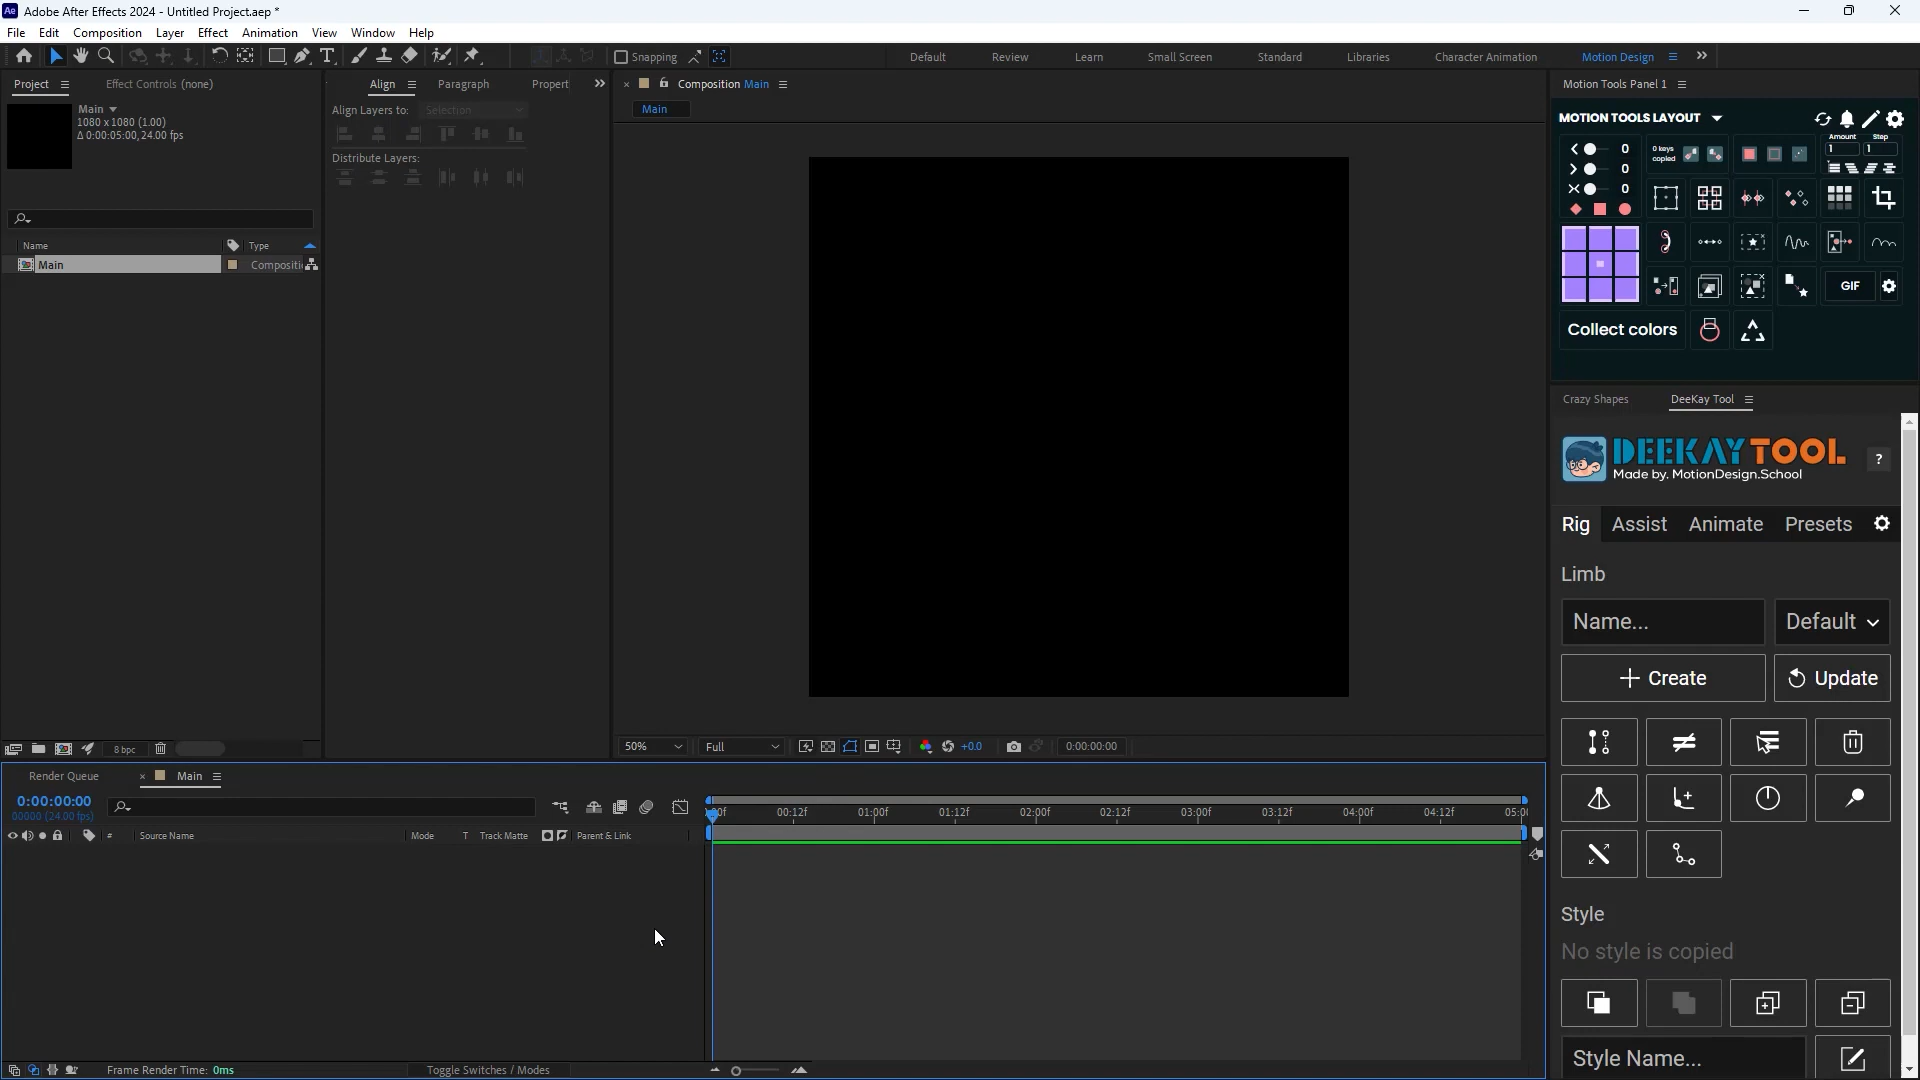 Adobe After Effects 2024 - Untitled Project.aep *
File Edit Composition Layer Effect Animation View Window Help
Snapping Default Review Learn Small Screen Standard Libraries Character Animation Motion Design
Project Effect Controls (none)
Main
1080 x 1080 (1.00)
Δ 0:00:05:00, 24.00 fps
Name Type
Main Compositi
8 bpc
Align Paragraph Propert
Align Layers to: Selection
Distribute Layers:
Composition Main
Main
50% Full +0.0 0:00:00:00
Motion Tools Panel 1
MOTION TOOLS LAYOUT
0
0
0
0 keys
copied
Amount Step
1 1
GIF
Collect colors
Crazy Shapes DeeKay Tool
DEEKAYTOOL
Made by. MotionDesign.School
?
Rig Assist Animate Presets
Limb
Name... Default
Create Update
Style
No style is copied
Style Name...
Render Queue Main
0:00:00:00
00000 (24.00 fps)
# Source Name Mode T Track Matte Parent & Link
00:12f 01:00f 01:12f 02:00f 02:12f 03:00f 03:12f 04:00f 04:12f
Frame Render Time: 0ms Toggle Switches / Modes